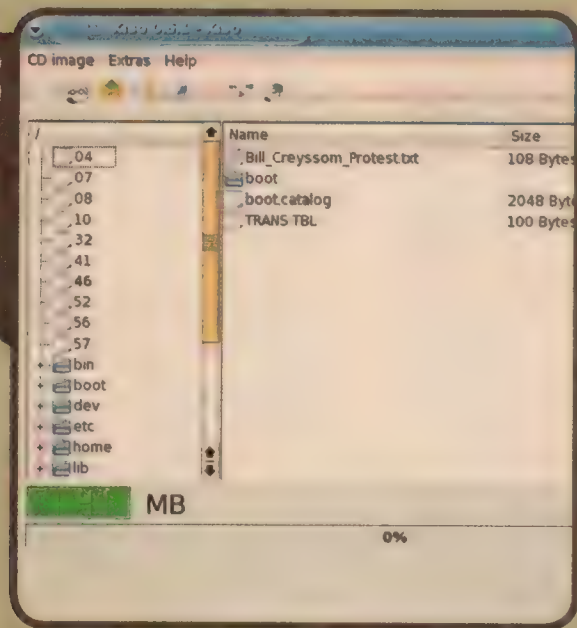 CD image Extras Help
/
04
07
08
10
32
41
46
52
56
57
bin
boot
dev
etc
home
lib
Name Size
Bill_Creyssom_Protest.txt 108 Bytes
boot
boot.catalog 2048 Byt
TRANS TBL 100 Bytes
MB
0%